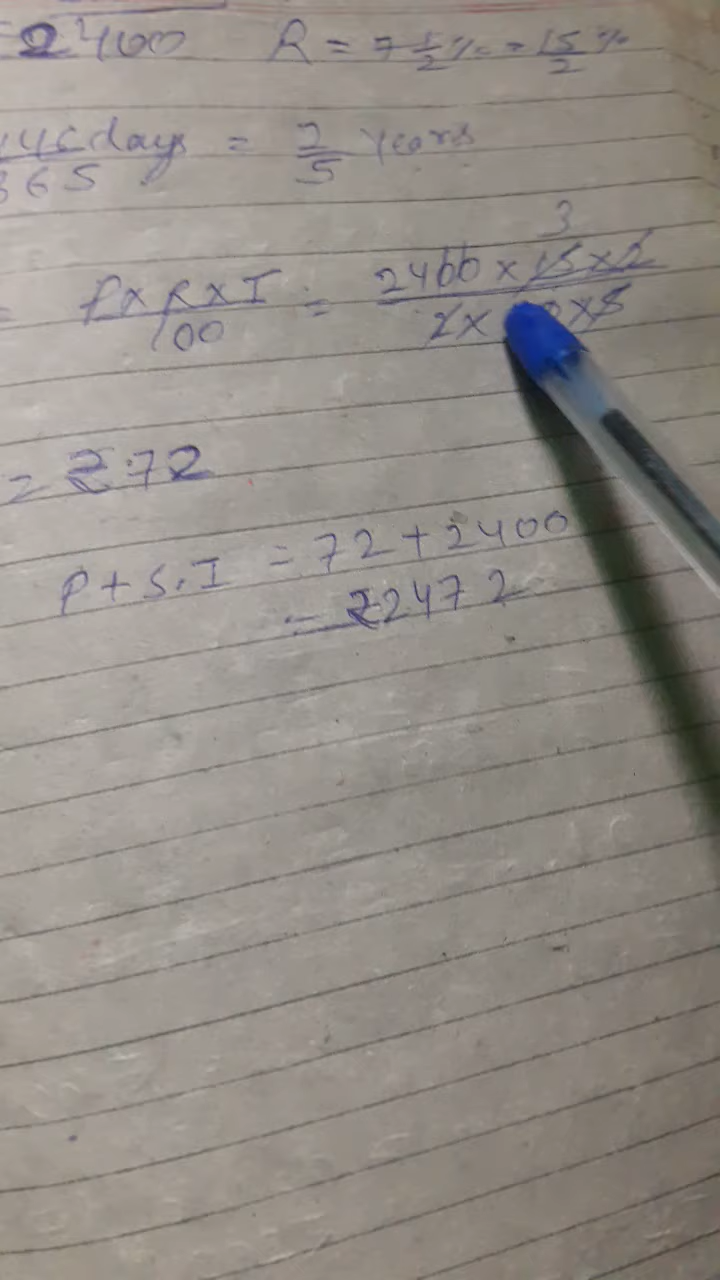 2400 R = 7 1/2 % = 15/2 %
146 days/365 = 2/5 years
= P x R x T/100 = 2400 x 15 x 2/2 x 100 x 5
3
= ₹72
P + S.I = 72 + 2400
= ₹2472